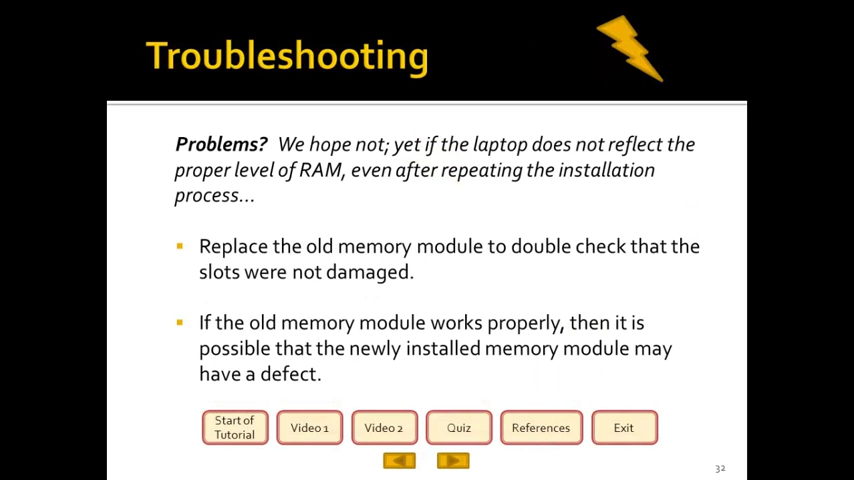 Troubleshooting
Problems? We hope not; yet if the laptop does not reflect the
proper level of RAM, even after repeating the installation
process...
Replace the old memory module to double check that the
slots were not damaged.
If the old memory module works properly, then it is
possible that the newly installed memory module may
have a defect.
Start of
Tutorial
Video 1
Video 2
Quiz
References
Exit
32